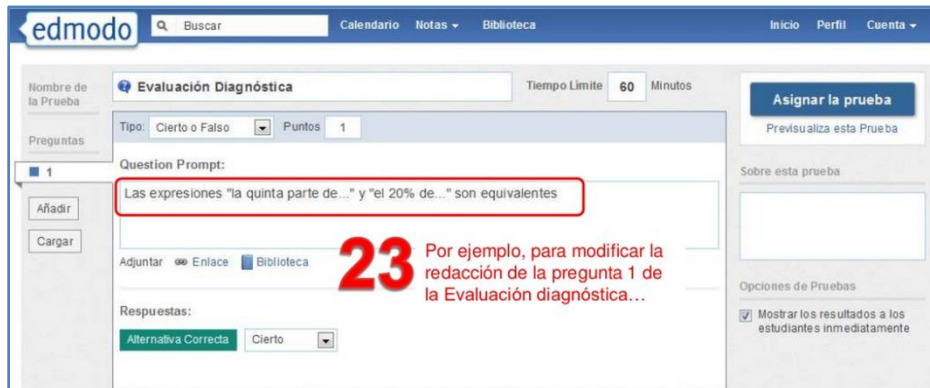 edmodo
Buscar
Calendario Notas Biblioteca
Inicio Perfil Cuenta
Nombre de
la Prueba
Evaluación Diagnóstica
Tiempo Limite 60 Minutos
Asignar la prueba
Previsualiza esta Prueba
Preguntas
1
Añadir
Cargar
Tipo: Cierto o Falso Puntos 1
Question Prompt:
Las expresiones "la quinta parte de..." y "el 20% de..." son equivalentes
Adjuntar Enlace Biblioteca
23
Por ejemplo, para modificar la
redacción de la pregunta 1 de
la Evaluación diagnóstica…
Respuestas:
Alternativa Correcta Cierto
Sobre esta prueba
Opciones de Pruebas
Mostrar los resultados a los
estudiantes inmediatamente